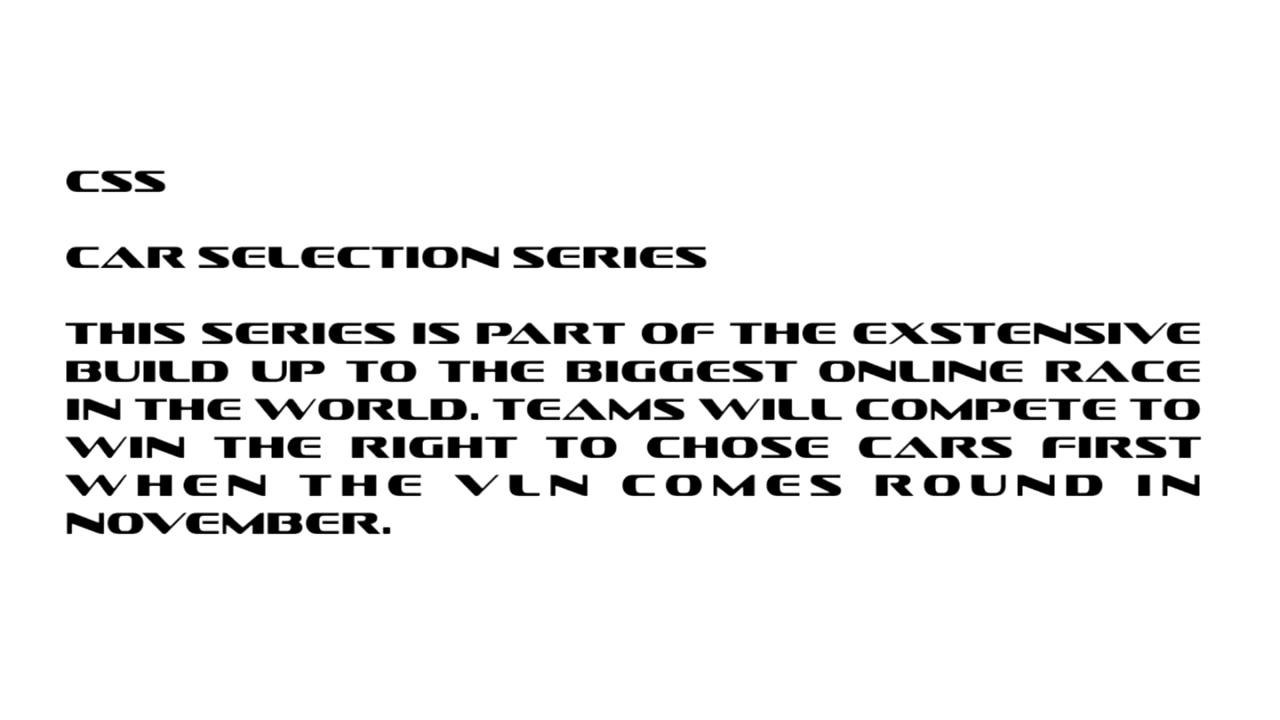 CSS
CAR SELECTION SERIES
THIS SERIES IS PART OF THE EXSTENSIVE
BUILD UP TO THE BIGGEST ONLINE RACE
IN THE WORLD. TEAMS WILL COMPETE TO
WIN THE RIGHT TO CHOSE CARS FIRST
WHEN THE VLN COMES ROUND IN
NOVEMBER.